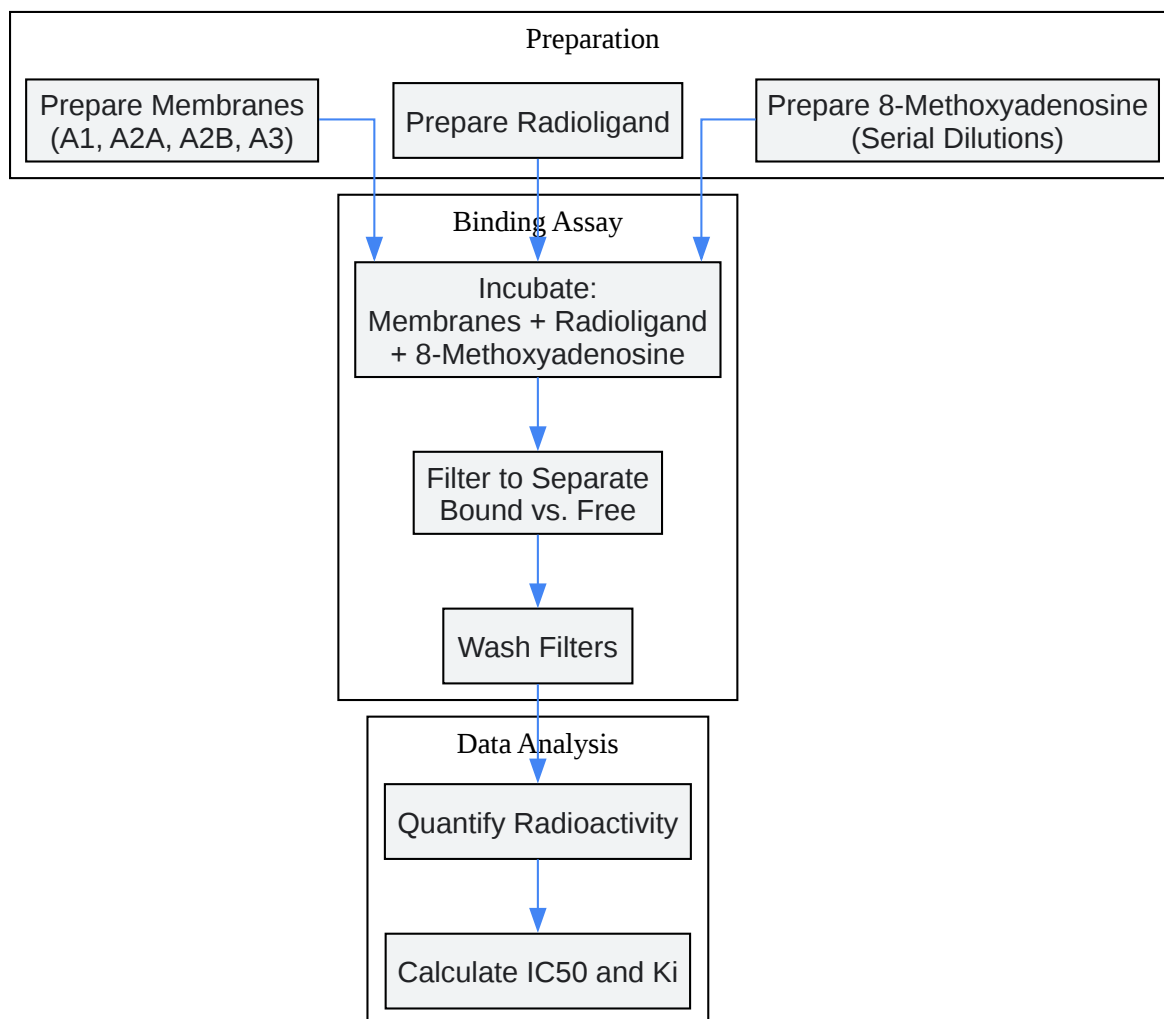 Preparation
Prepare Membranes
(A1, A2A, A2B, A3)
Prepare Radioligand
Prepare 8-Methoxyadenosine
(Serial Dilutions)
Binding Assay
Incubate:
Membranes + Radioligand
+ 8-Methoxyadenosine
Filter to Separate
Bound vs. Free
Wash Filters
Data Analysis
Quantify Radioactivity
Calculate IC50 and Ki